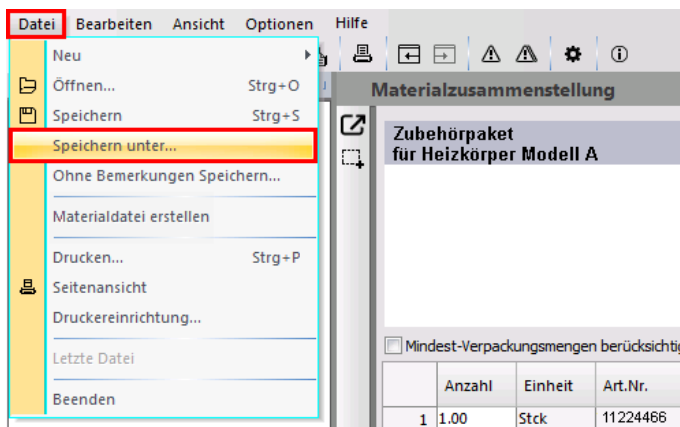 Datei Bearbeiten Ansicht Optionen Hilfe
Neu
Öffnen... Strg+O
Speichern Strg+S
Speichern unter...
Ohne Bemerkungen Speichern...
Materialdatei erstellen
Drucken... Strg+P
Seitenansicht
Druckereinrichtung...
Letzte Datei
Beenden
Materialzusammenstellung
Zubehörpaket
für Heizkörper Modell A
Mindest-Verpackungsmengen berücksichti
Anzahl Einheit Art.Nr.
1 1.00 Stck 11224466